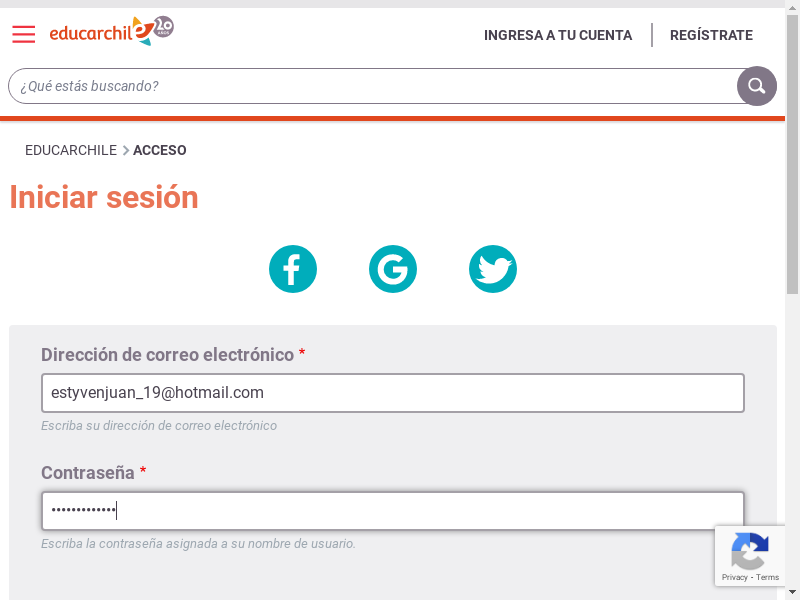 educarchile 20 AÑOS
INGRESA A TU CUENTA
REGÍSTRATE
¿Qué estás buscando?
EDUCARCHILE > ACCESO
Iniciar sesión
Dirección de correo electrónico *
estyvenjuan_19@hotmail.com
Escriba su dirección de correo electrónico
Contraseña *
•••••••••••••
Escriba la contraseña asignada a su nombre de usuario.
Privacy - Terms